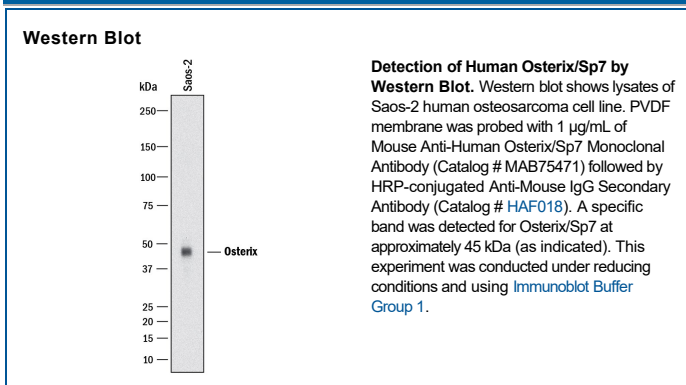 Western Blot
kDa
Saos-2
250
150
100
75
50
37
25
20
15
10
Osterix
Detection of Human Osterix/Sp7 by
Western Blot. Western blot shows lysates of
Saos-2 human osteosarcoma cell line. PVDF
membrane was probed with 1 µg/mL of
Mouse Anti-Human Osterix/Sp7 Monoclonal
Antibody (Catalog # MAB75471) followed by
HRP-conjugated Anti-Mouse IgG Secondary
Antibody (Catalog # HAF018). A specific
band was detected for Osterix/Sp7 at
approximately 45 kDa (as indicated). This
experiment was conducted under reducing
conditions and using Immunoblot Buffer
Group 1.